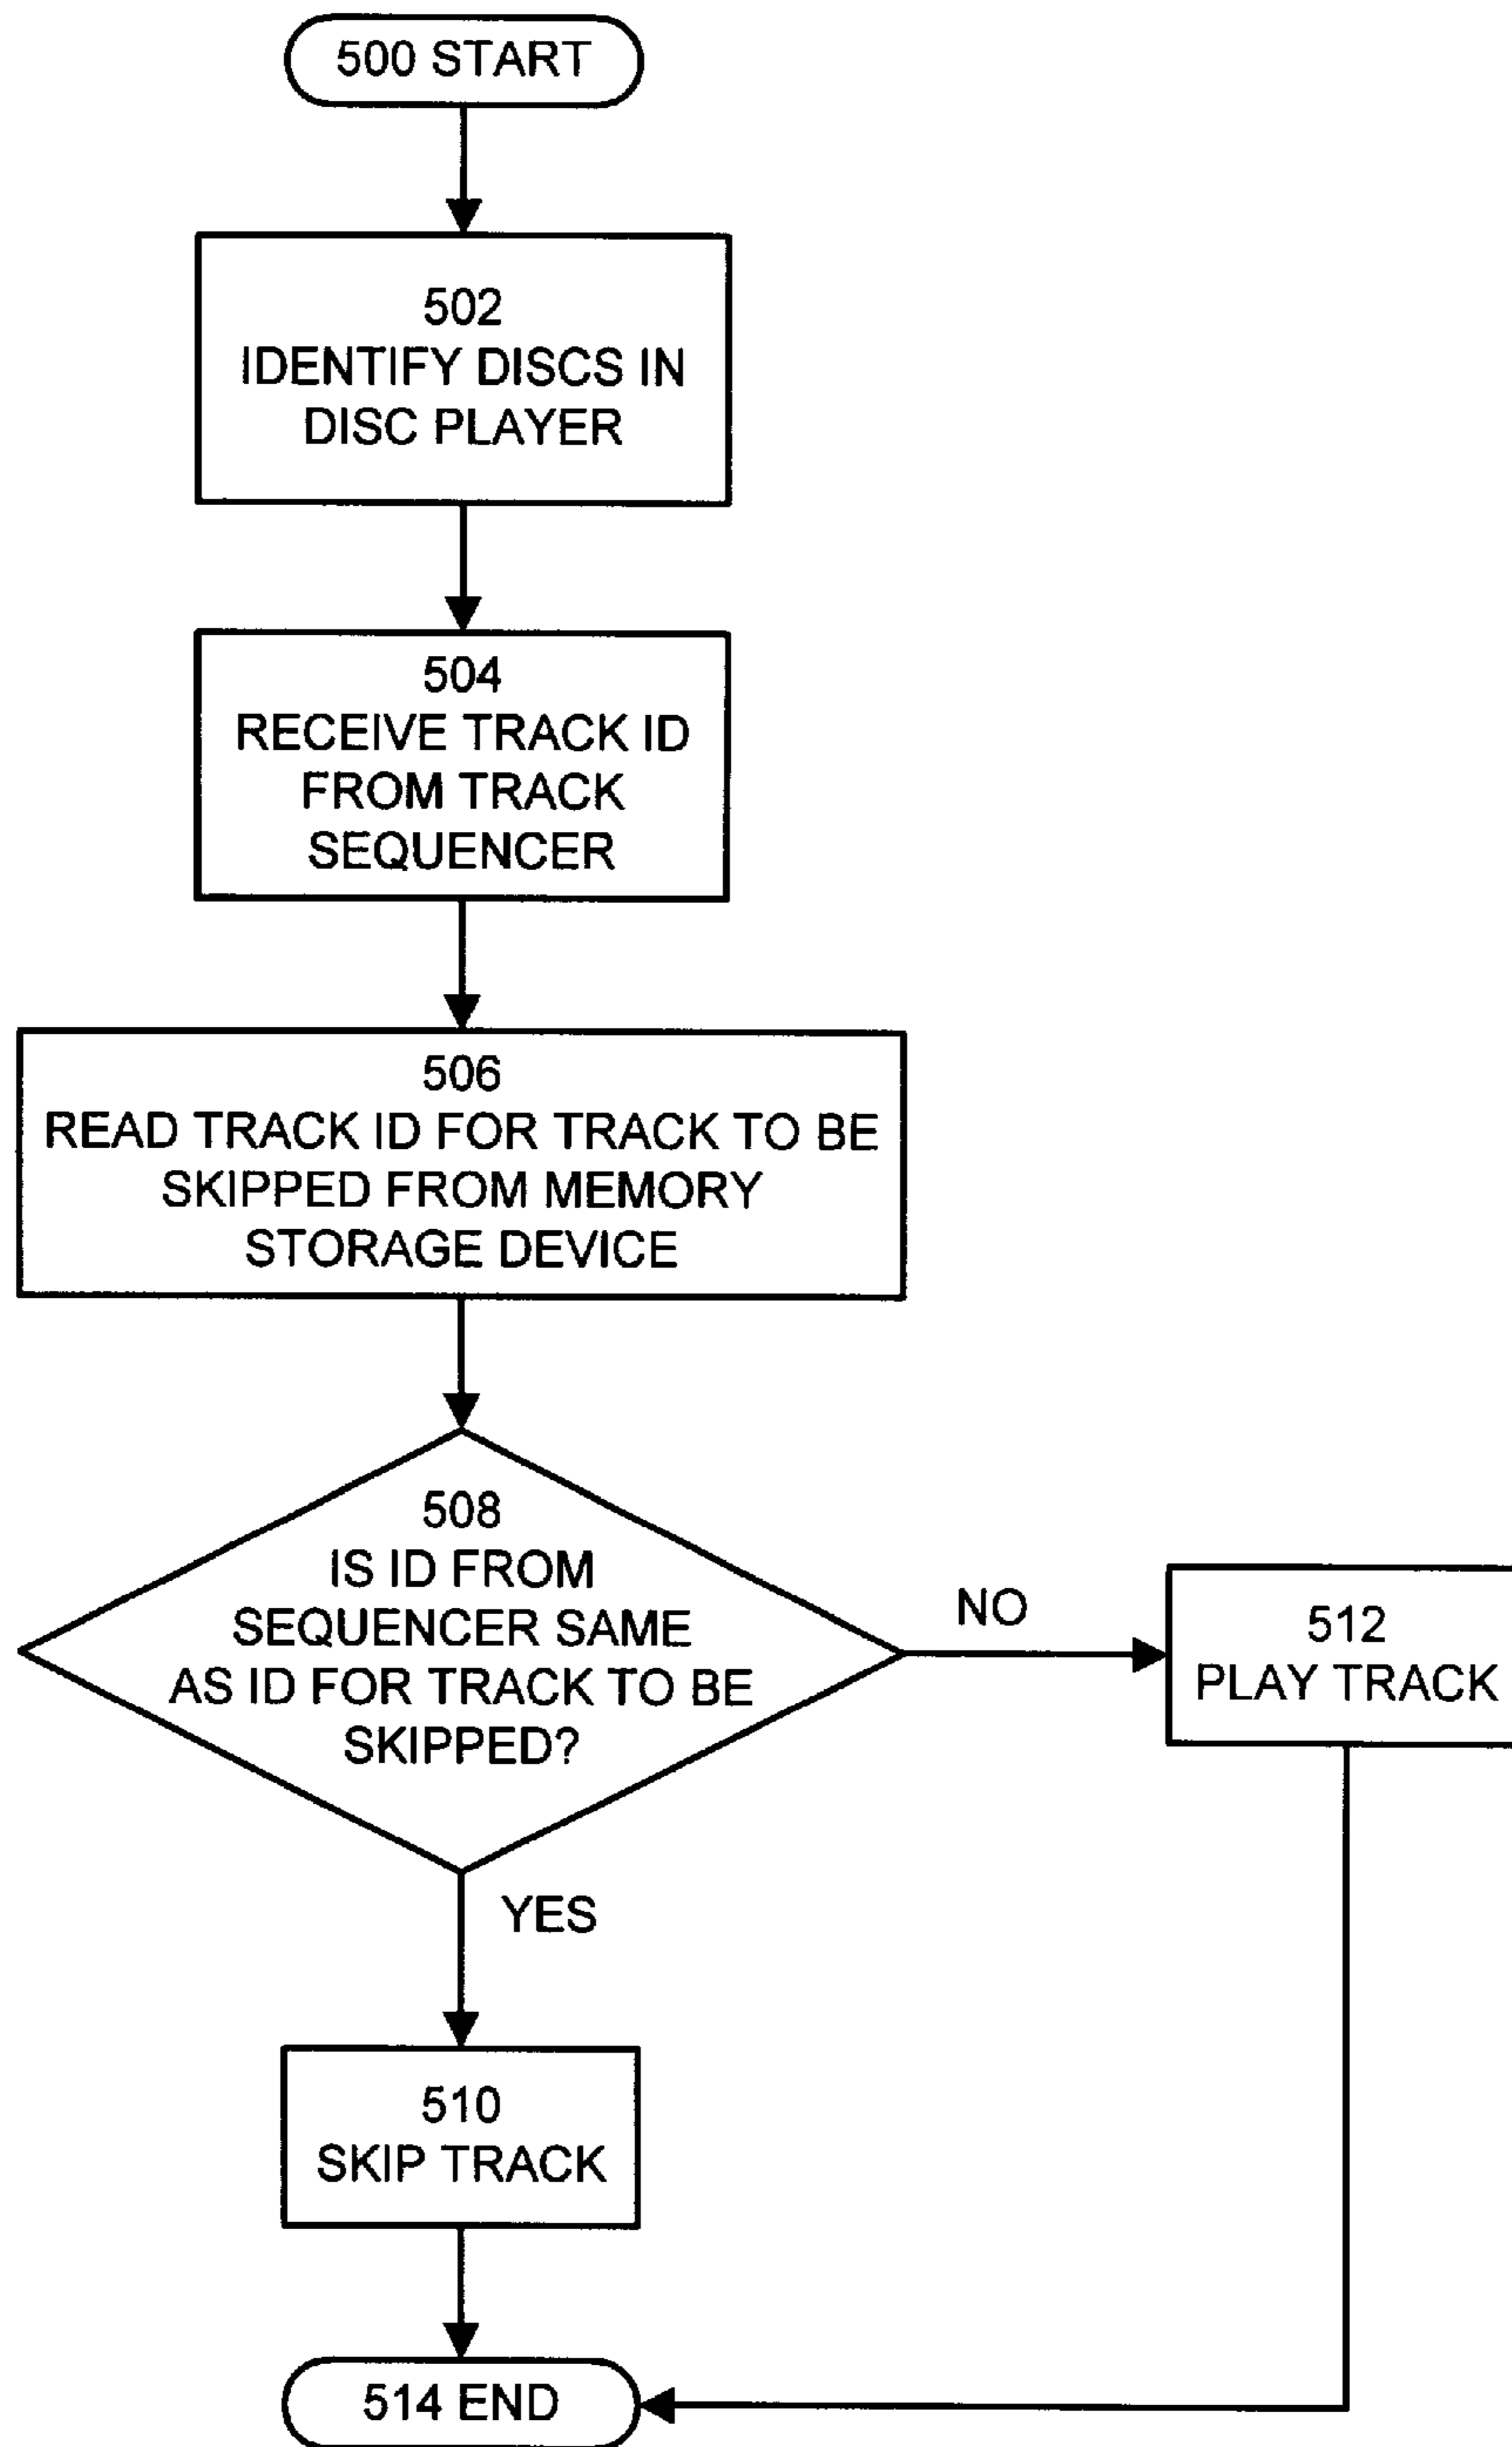 500 START
502
IDENTIFY DISCS IN
DISC PLAYER
504
RECEIVE TRACK ID
FROM TRACK
SEQUENCER
506
READ TRACK ID FOR TRACK TO BE
SKIPPED FROM MEMORY
STORAGE DEVICE
508
IS ID FROM
SEQUENCER SAME
AS ID FOR TRACK TO BE
SKIPPED?
NO
512
PLAY TRACK
YES
510
SKIP TRACK
514 END